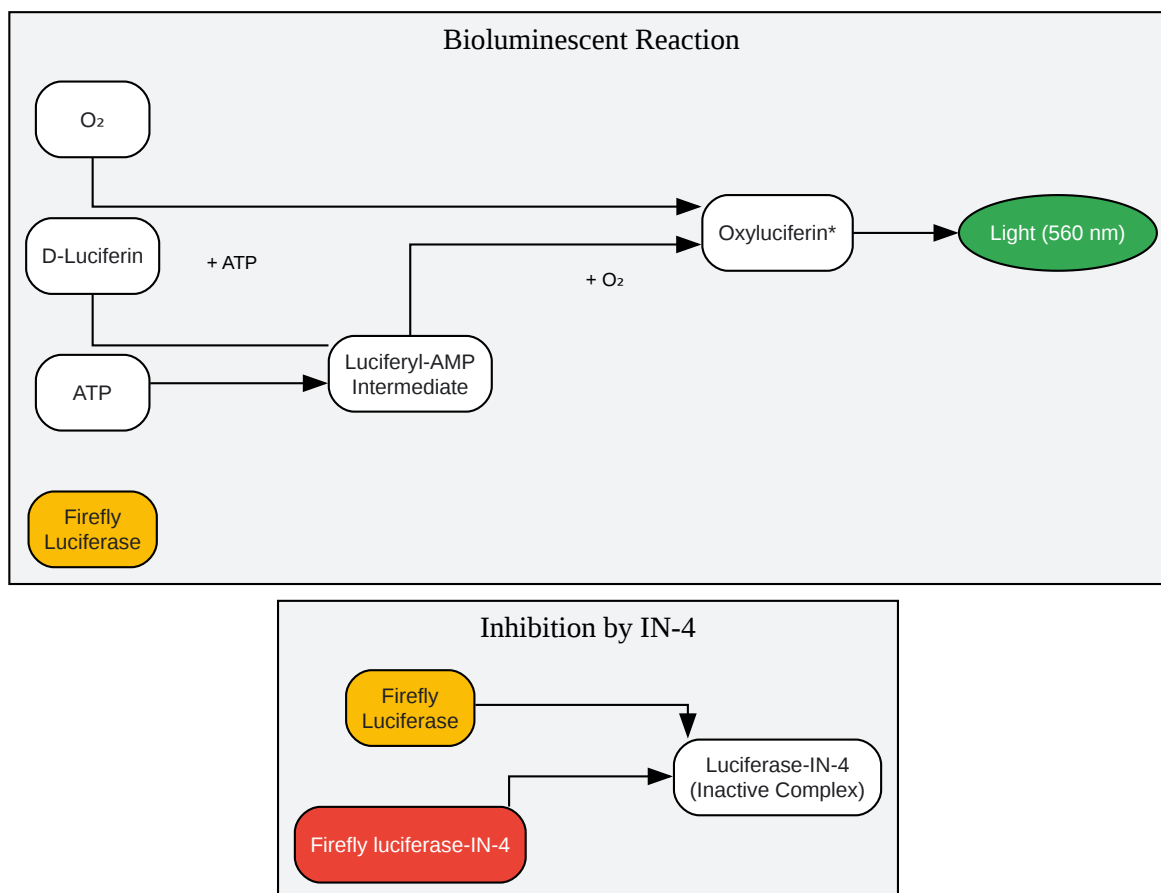 Bioluminescent Reaction
O₂
D-Luciferin
+ ATP
Oxyluciferin*
Light (560 nm)
+ O₂
Luciferyl-AMP
Intermediate
ATP
Firefly
Luciferase
Inhibition by IN-4
Firefly
Luciferase
Luciferase-IN-4
(Inactive Complex)
Firefly luciferase-IN-4